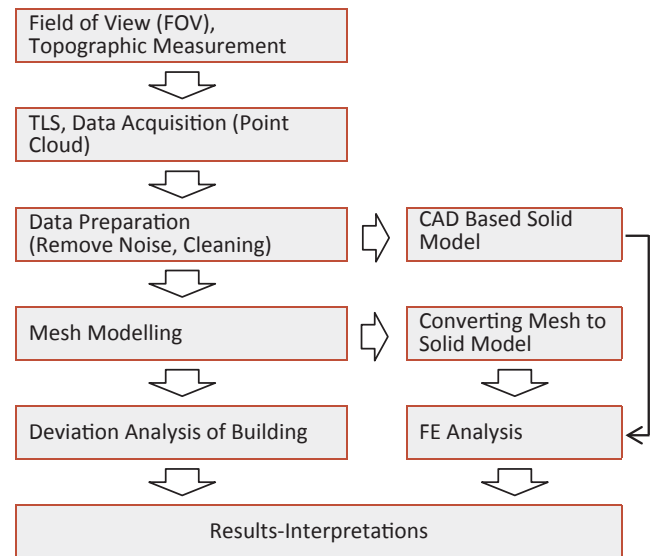 Field of View (FOV),
Topographic Measurement
TLS, Data Acquisition (Point
Cloud)
Data Preparation
(Remove Noise, Cleaning)
CAD Based Solid
Model
Mesh Modelling
Converting Mesh to
Solid Model
Deviation Analysis of Building
FE Analysis
Results-Interpretations